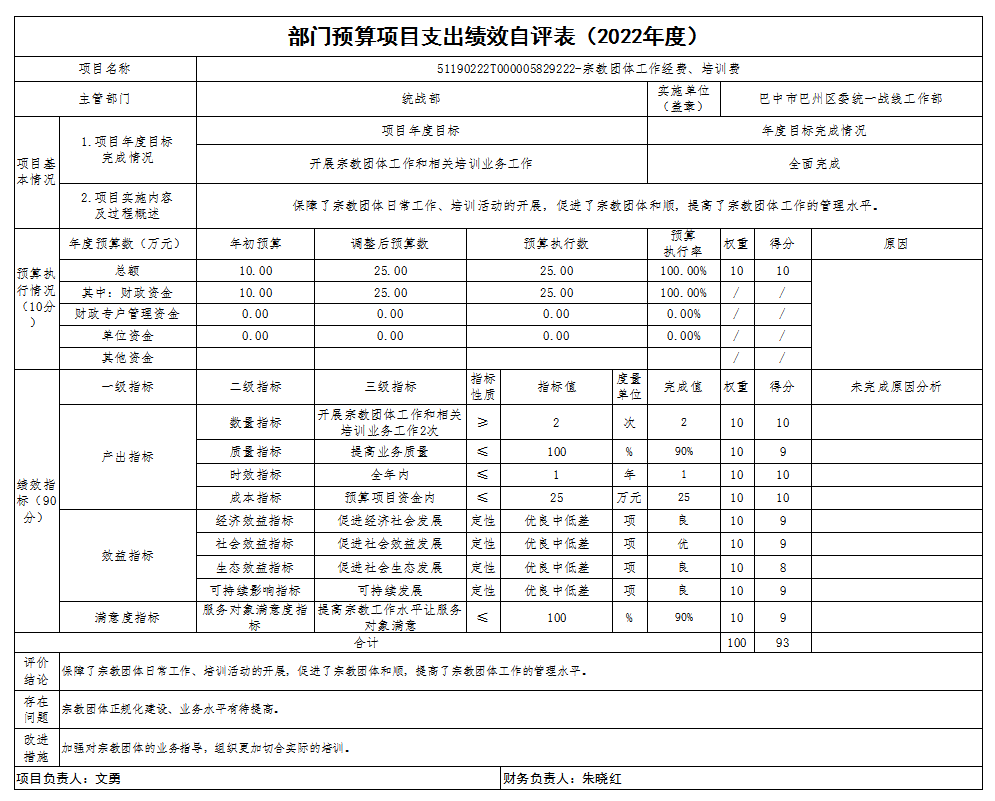 部门预算项目支出绩效自评表（2022年度）
项目名称 51190222T000005829222-宗教团体工作经费、培训费
主管部门 统战部 实施单位（盖章） 巴中市巴州区委统一战线工作部
项目基本情况 1.项目年度目标完成情况 项目年度目标 年度目标完成情况
开展宗教团体工作和相关培训业务工作 全面完成
2.项目实施内容及过程概述 保障了宗教团体日常工作、培训活动的开展，促进了宗教团体和顺，提高了宗教团体工作的管理水平。
预算执行情况（10分） 年度预算数（万元） 年初预算 调整后预算数 预算执行数 预算执行率 权重 得分 原因
总额 10.00 25.00 25.00 100.00% 10 10
其中：财政资金 10.00 25.00 25.00 100.00% / /
财政专户管理资金 0.00 0.00 0.00 0.00% / /
单位资金 0.00 0.00 0.00 0.00% / /
其他资金 / /
绩效指标（90分） 一级指标 二级指标 三级指标 指标性质 指标值 度量单位 完成值 权重 得分 未完成原因分析
产出指标 数量指标 开展宗教团体工作和相关培训业务工作2次 ≥ 2 次 2 10 10
质量指标 提高业务质量 ≤ 100 % 90% 10 9
时效指标 全年内 ≤ 1 年 1 10 10
成本指标 预算项目资金内 ≤ 25 万元 25 10 10
效益指标 经济效益指标 促进经济社会发展 定性 优良中低差 项 良 10 9
社会效益指标 促进社会效益发展 定性 优良中低差 项 优 10 9
生态效益指标 促进社会生态发展 定性 优良中低差 项 良 10 8
可持续影响指标 可持续发展 定性 优良中低差 项 良 10 9
满意度指标 服务对象满意度指标 提高宗教工作水平让服务对象满意 ≤ 100 % 90% 10 9
合计 100 93
评价结论 保障了宗教团体日常工作、培训活动的开展，促进了宗教团体和顺，提高了宗教团体工作的管理水平。
存在问题 宗教团体正规化建设、业务水平有待提高。
改进措施 加强对宗教团体的业务指导，组织更加切合实际的培训。
项目负责人：文勇 财务负责人：朱晓红